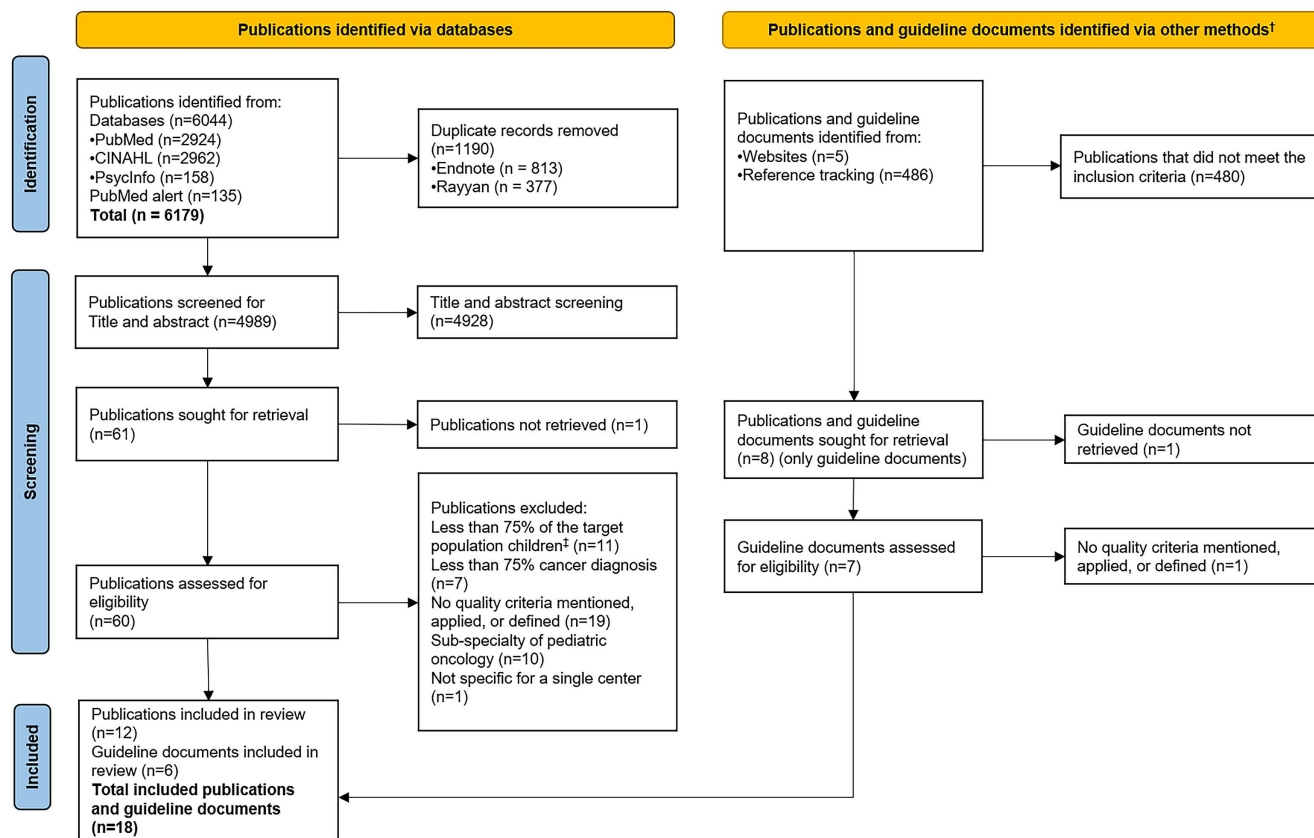 Publications identified via databases
Publications and guideline documents identified via other methods†
Identification
Publications identified from:
Databases (n=6044)
•PubMed (n=2924)
•CINAHL (n=2962)
•PsycInfo (n=158)
PubMed alert (n=135)
Total (n = 6179)
Duplicate records removed
(n=1190)
•Endnote (n = 813)
•Rayyan (n = 377)
Publications and guideline
documents identified from:
•Websites (n=5)
•Reference tracking (n=486)
Publications that did not meet the
inclusion criteria (n=480)
Screening
Publications screened for
Title and abstract (n=4989)
Title and abstract screening
(n=4928)
Publications sought for retrieval
(n=61)
Publications not retrieved (n=1)
Publications and guideline
documents sought for retrieval
(n=8) (only guideline documents)
Guideline documents not
retrieved (n=1)
Publications assessed for
eligibility
(n=60)
Publications excluded:
Less than 75% of the target
population children‡ (n=11)
Less than 75% cancer diagnosis
(n=7)
No quality criteria mentioned,
applied, or defined (n=19)
Sub-specialty of pediatric
oncology (n=10)
Not specific for a single center
(n=1)
Guideline documents assessed
for eligibility (n=7)
No quality criteria mentioned,
applied, or defined (n=1)
Included
Publications included in review
(n=12)
Guideline documents included in
review (n=6)
Total included publications
and guideline documents
(n=18)